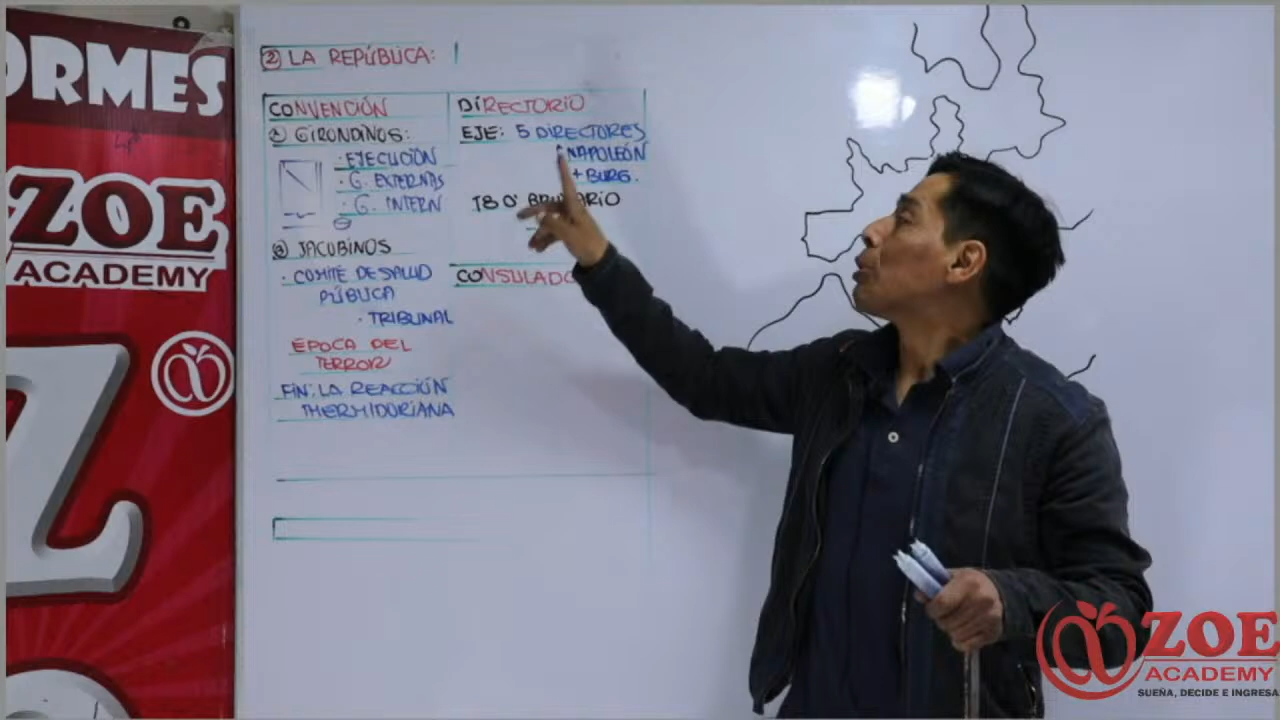 ORMES
ZOE
ACADEMY
② LA REPÚBLICA:
CONVENCIÓN
① GIRONDINOS:
· EJECUCIÓN
· G. EXTERNAS
· G. INTERN
② JACOBINOS
· COMITÉ DE SALUD
PÚBLICA
· TRIBUNAL
ÉPOCA DEL
TERROR
FIN: LA REACCIÓN
THERMIDORIANA
DIRECTORIO
EJE: 5 DIRECTORES
NAPOLEÓN
+ BURG.
CONSULADO
ZOE
ACADEMY
SUEÑA, DECIDE E INGRESA